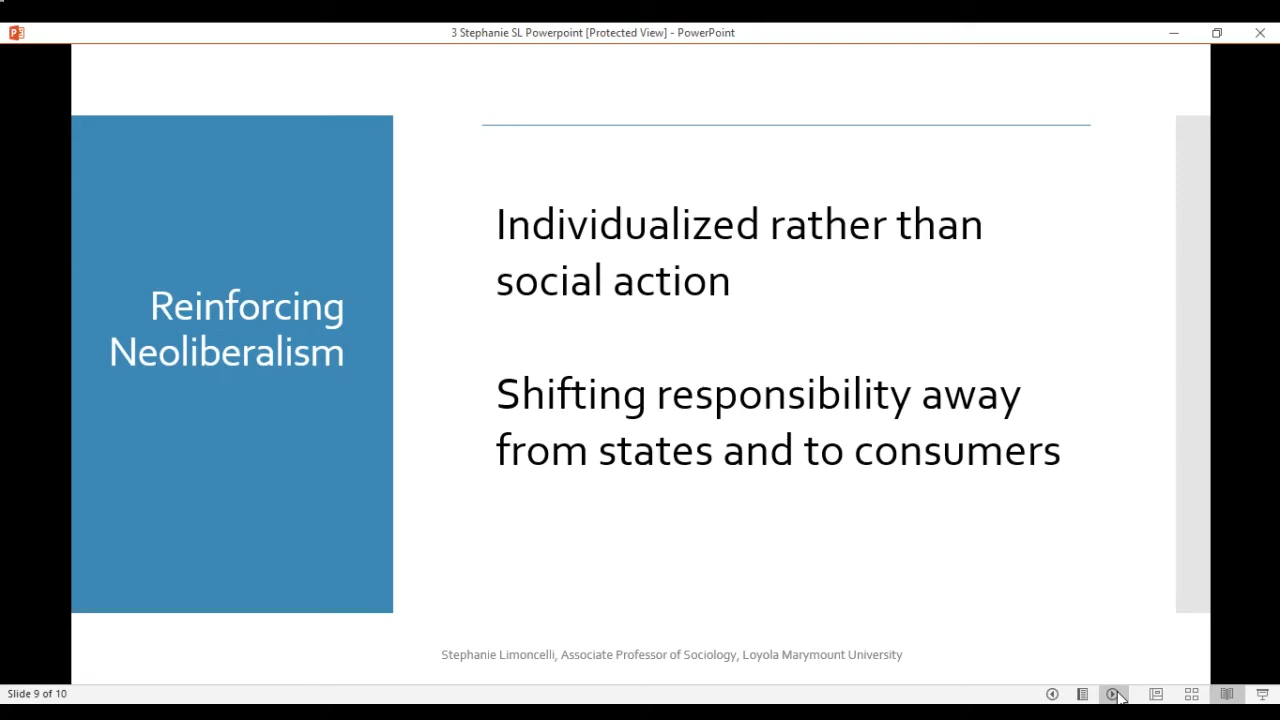 3 Stephanie SL Powerpoint [Protected View] - PowerPoint
Reinforcing
Neoliberalism
Individualized rather than
social action
Shifting responsibility away
from states and to consumers
Stephanie Limoncelli, Associate Professor of Sociology, Loyola Marymount University
Slide 9 of 10